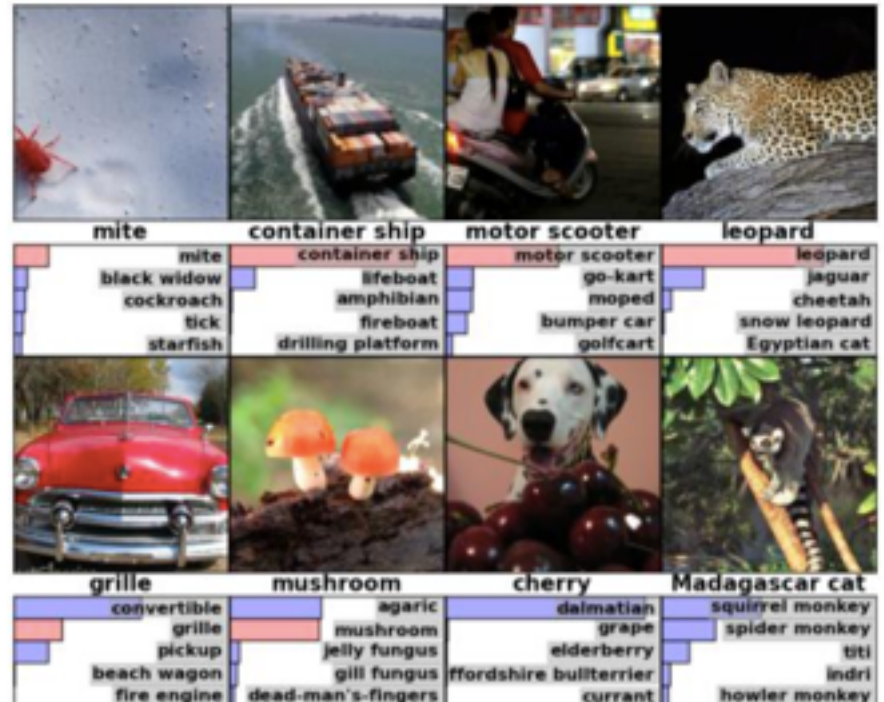 mite
container ship
motor scooter
leopard
mite
black widow
cockroach
tick
starfish
container ship
lifeboat
amphibian
fireboat
drilling platform
motor scooter
go-kart
moped
bumper car
golfcart
leopard
jaguar
cheetah
snow leopard
Egyptian cat
grille
mushroom
cherry
Madagascar cat
convertible
grille
pickup
beach wagon
fire engine
agaric
mushroom
jelly fungus
gill fungus
dead-man's-fingers
dalmatian
grape
elderberry
ffordshire bullterrier
currant
squirrel monkey
spider monkey
titi
indri
howler monkey